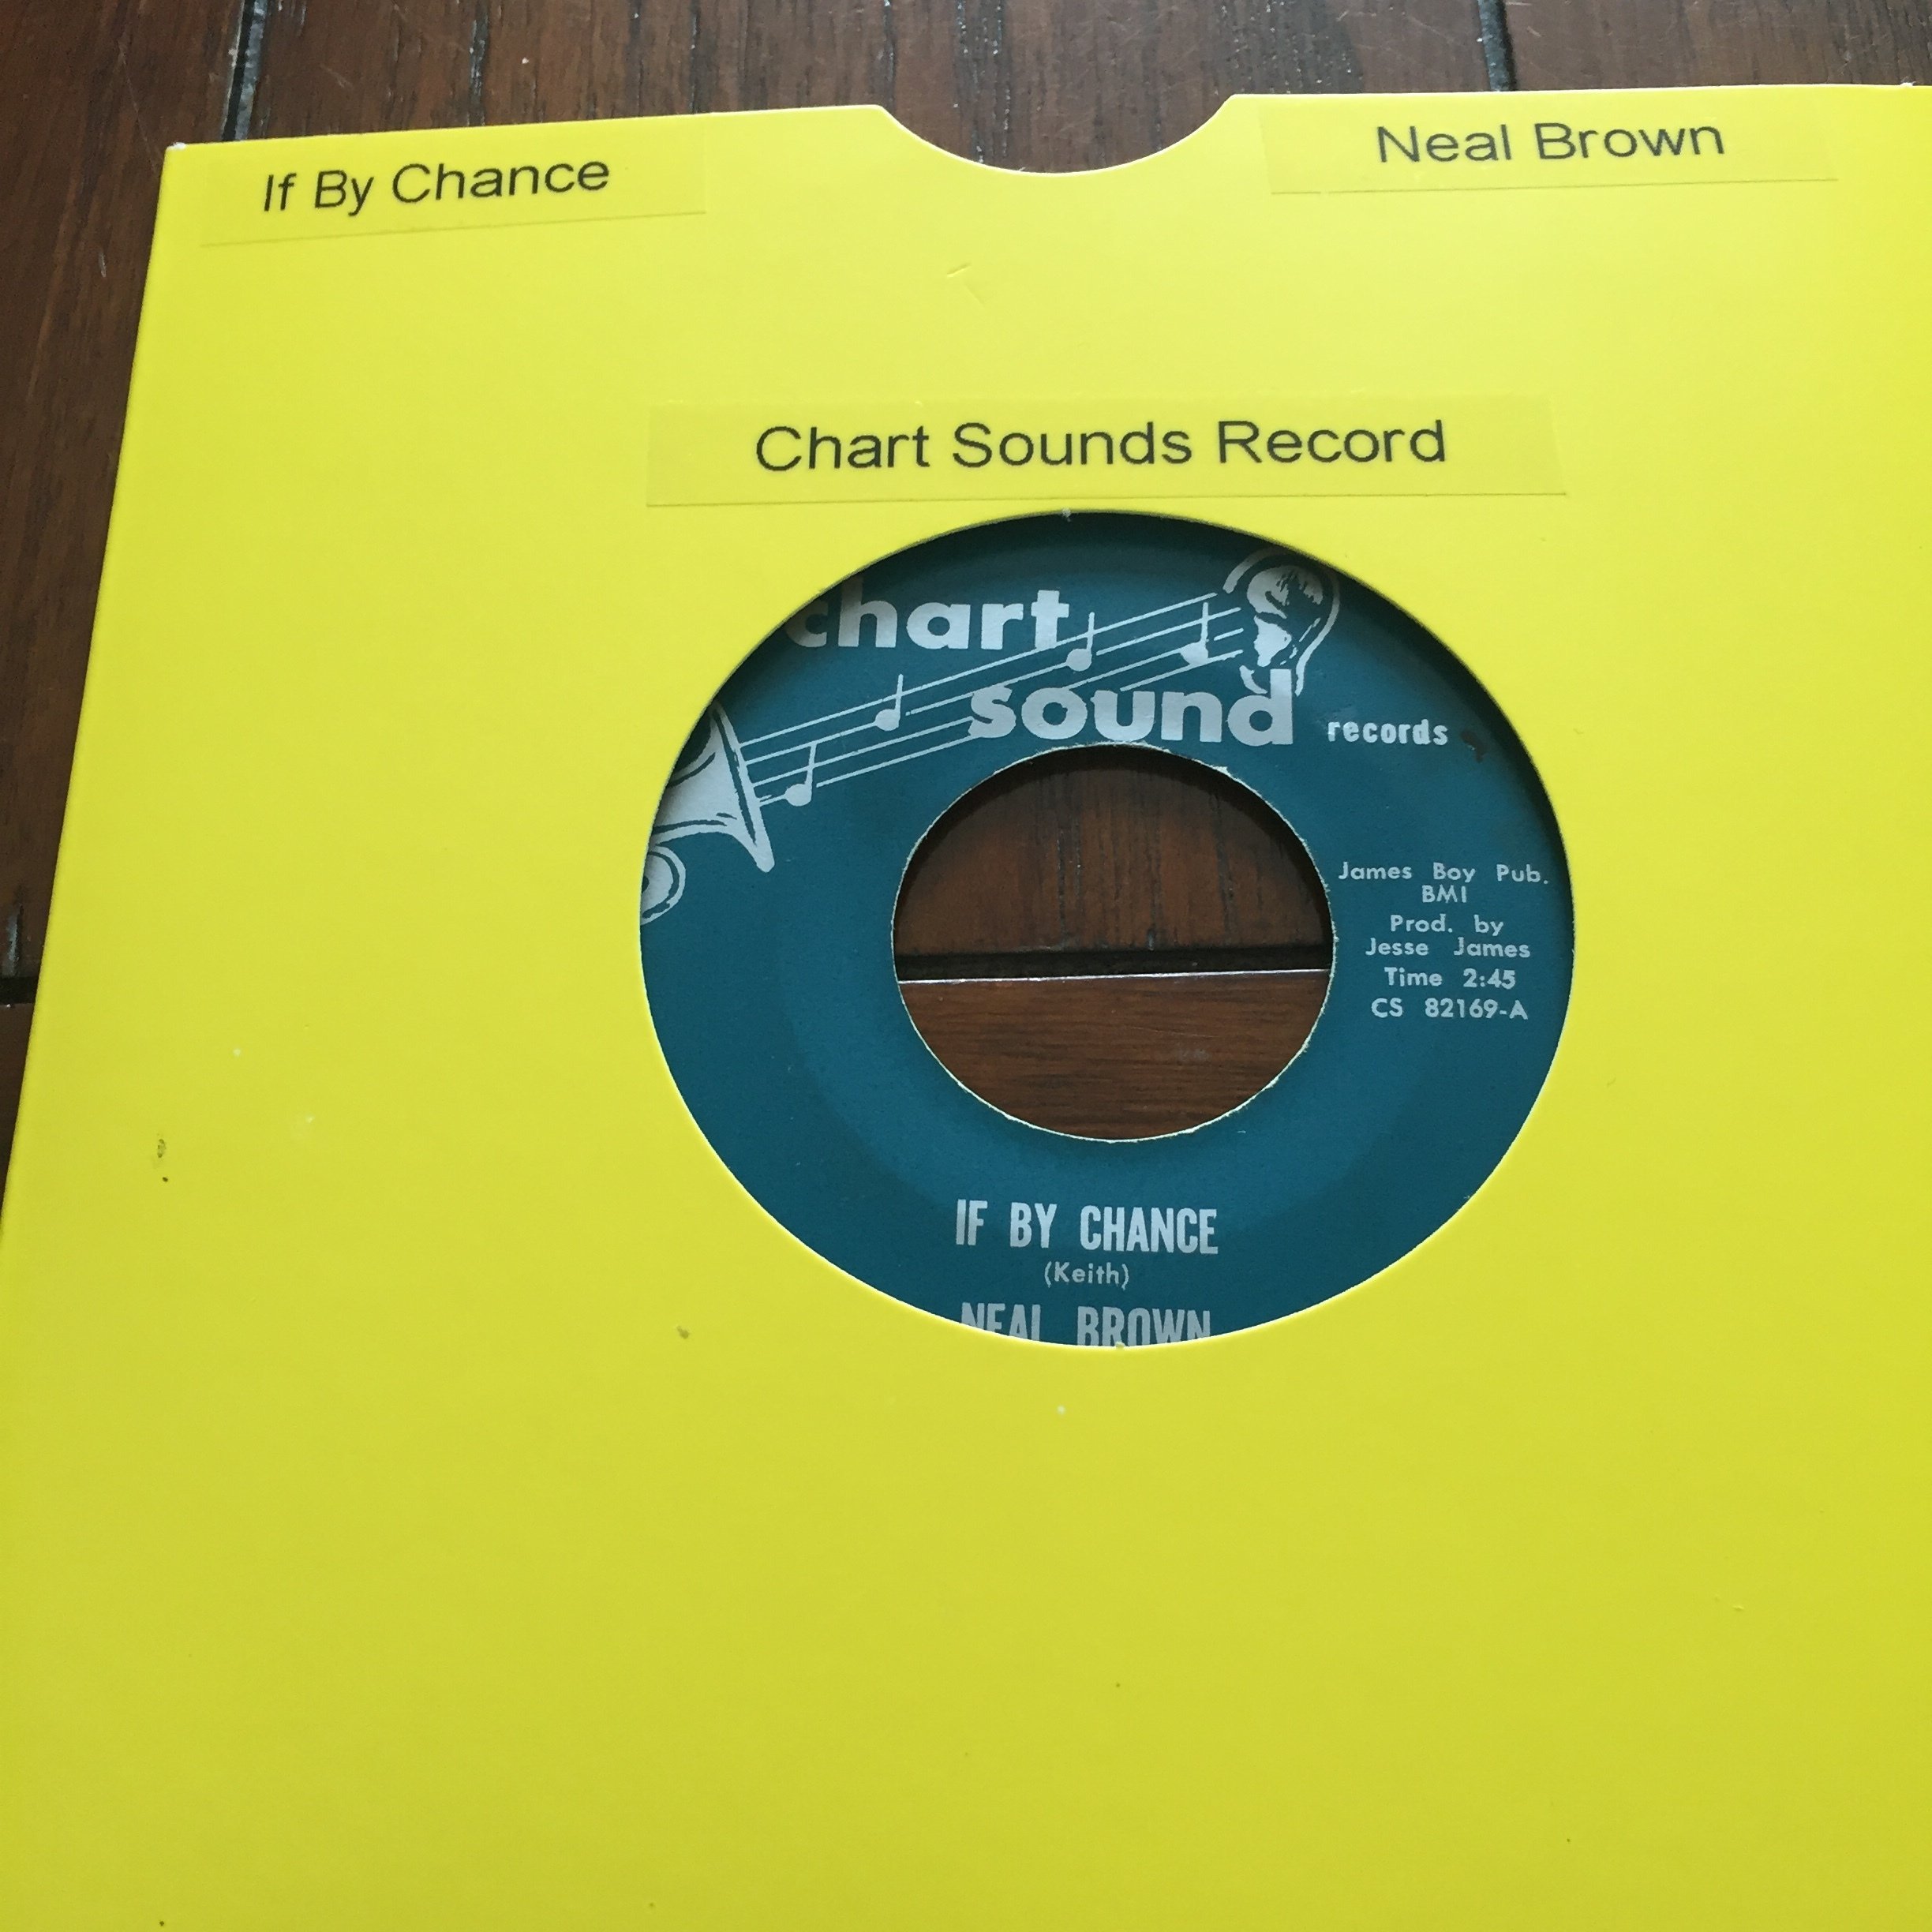 If By Chance
Neal Brown
Chart Sounds Record
chart
sound records
James Boy Pub.
BMI
Prod. by
Jesse James
Time 2:45
CS 82169-A
IF BY CHANCE
(Keith)
NEAL BROWN